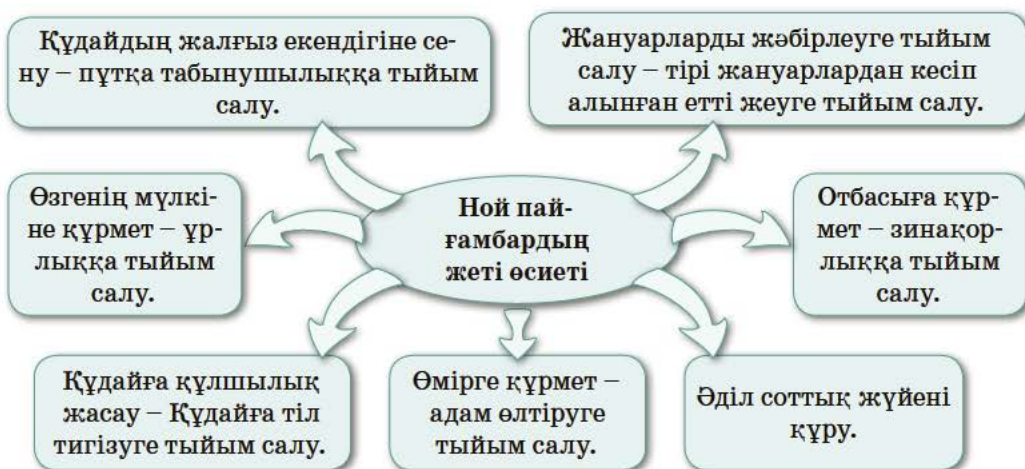 Құдайдың жалғыз екендігіне се-
ну – пұтқа табынушылыққа тыйым
салу.
Жануарларды жәбірлеуге тыйым
салу – тірі жануарлардан кесіп
алынған етті жеуге тыйым салу.
Өзгенің мүлкі-
не құрмет – ұр-
лыққа тыйым
салу.
Ной пай-
ғамбардың
жеті өсиеті
Отбасыға құр-
мет – зинақор-
лыққа тыйым
салу.
Құдайға құлшылық
жасау – Құдайға тіл
тигізуге тыйым салу.
Өмірге құрмет –
адам өлтіруге
тыйым салу.
Әділ соттық жүйені
құру.